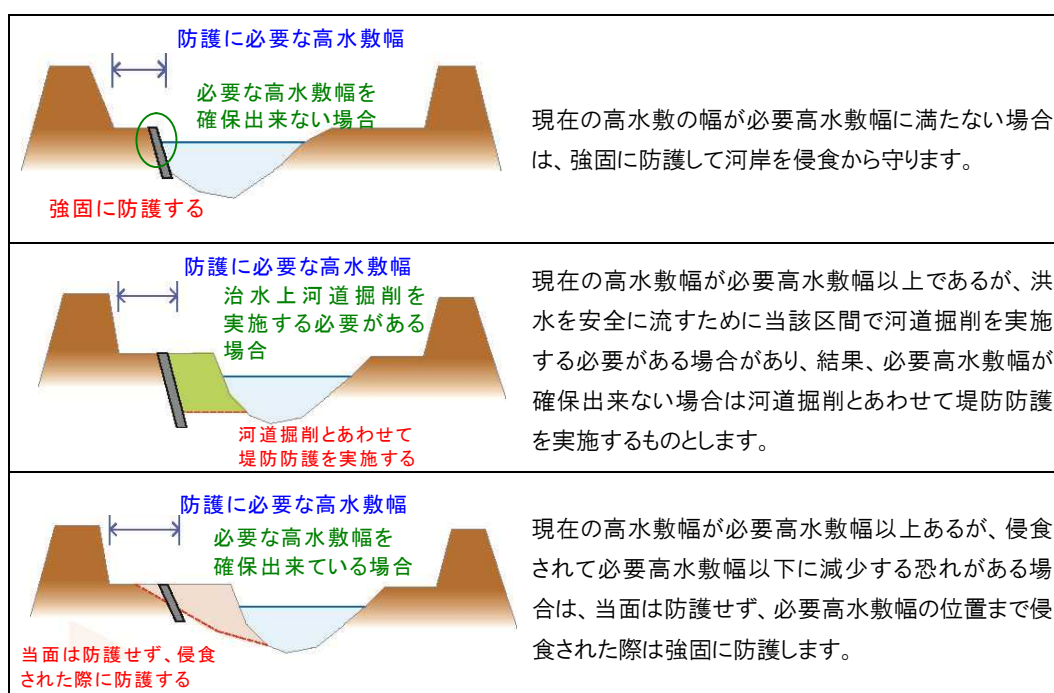 防護に必要な高水敷幅
必要な高水敷幅を
確保出来ない場合
強固に防護する
現在の高水敷の幅が必要高水敷幅に満たない場合
は、強固に防護して河岸を侵食から守ります。
防護に必要な高水敷幅
治水上河道掘削を
実施する必要がある
場合
河道掘削とあわせて
堤防防護を実施する
現在の高水敷幅が必要高水敷幅以上であるが、洪
水を安全に流すために当該区間で河道掘削を実施
する必要がある場合があり、結果、必要高水敷幅が
確保出来ない場合は河道掘削とあわせて堤防防護
を実施するものとします。
防護に必要な高水敷幅
必要な高水敷幅を
確保出来ている場合
当面は防護せず、侵食
された際に防護する
現在の高水敷幅が必要高水敷幅以上あるが、侵食
されて必要高水敷幅以下に減少する恐れがある場
合は、当面は防護せず、必要高水敷幅の位置まで侵
食された際は強固に防護します。